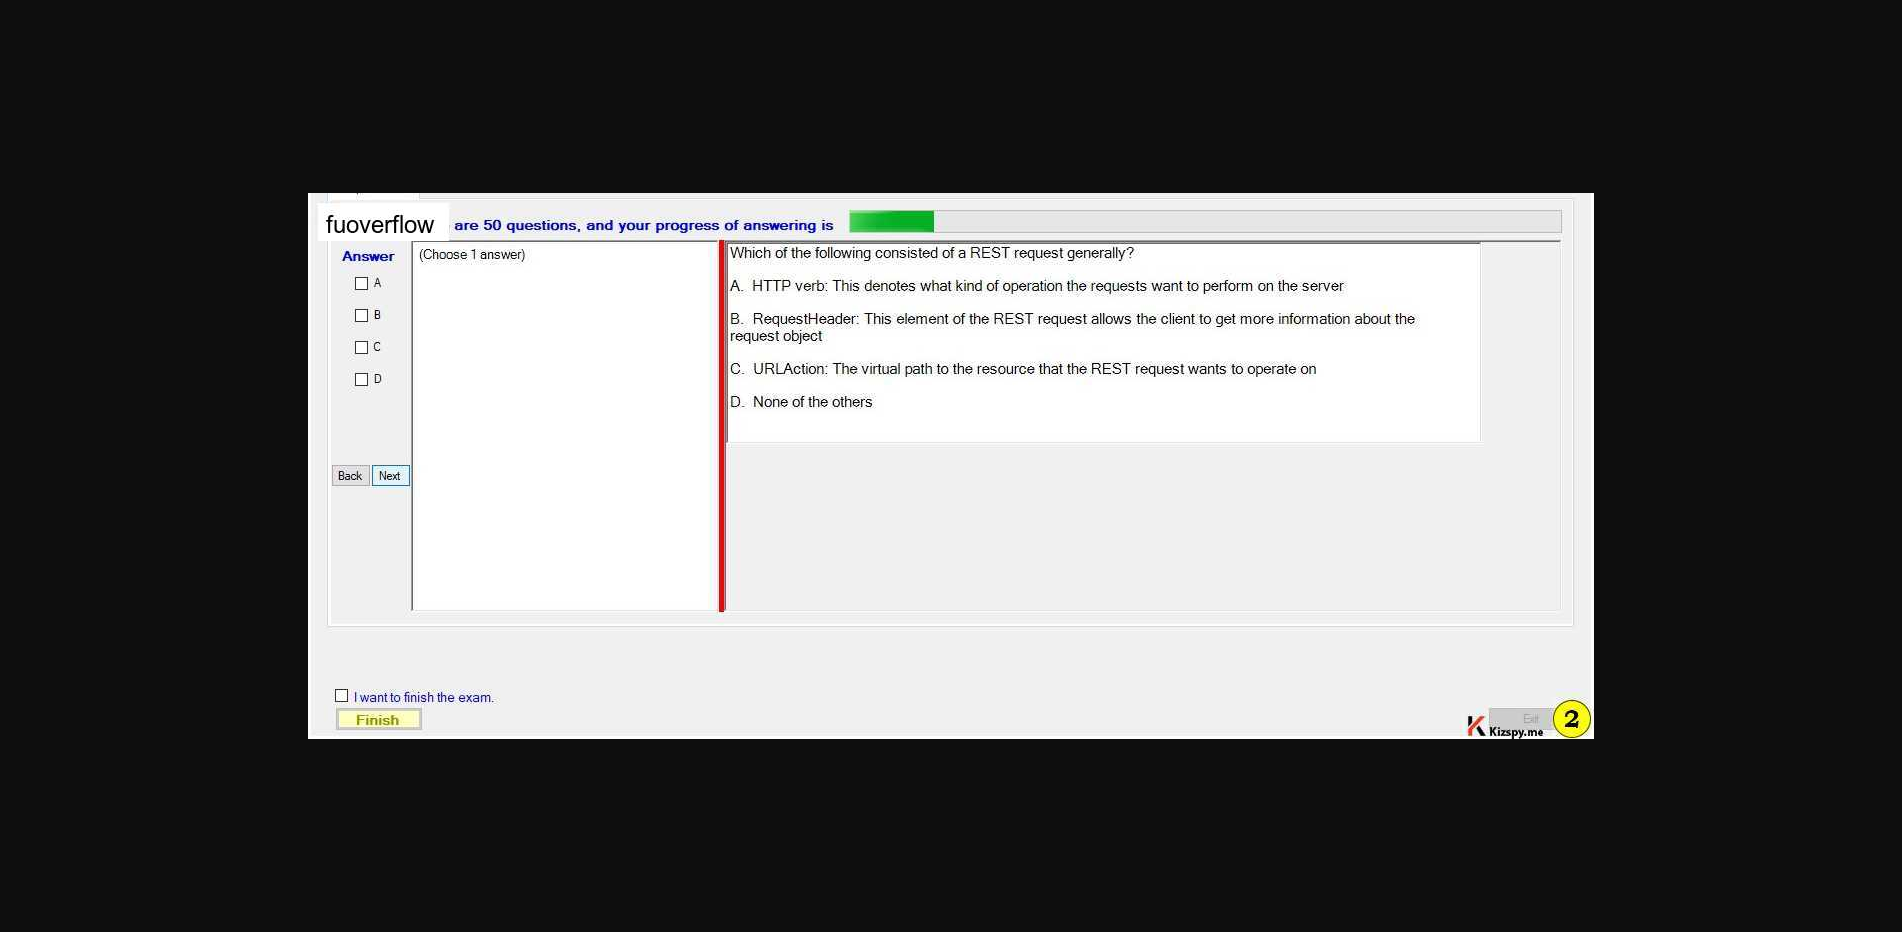 fuoverflow are 50 questions, and your progress of answering is
Answer
A
B
C
D
Back Next
(Choose 1 answer)
Which of the following consisted of a REST request generally?
A. HTTP verb: This denotes what kind of operation the requests want to perform on the server
B. RequestHeader: This element of the REST request allows the client to get more information about the
request object
C. URLAction: The virtual path to the resource that the REST request wants to operate on
D. None of the others
I want to finish the exam.
Finish
Exit
Kizspy.me
2